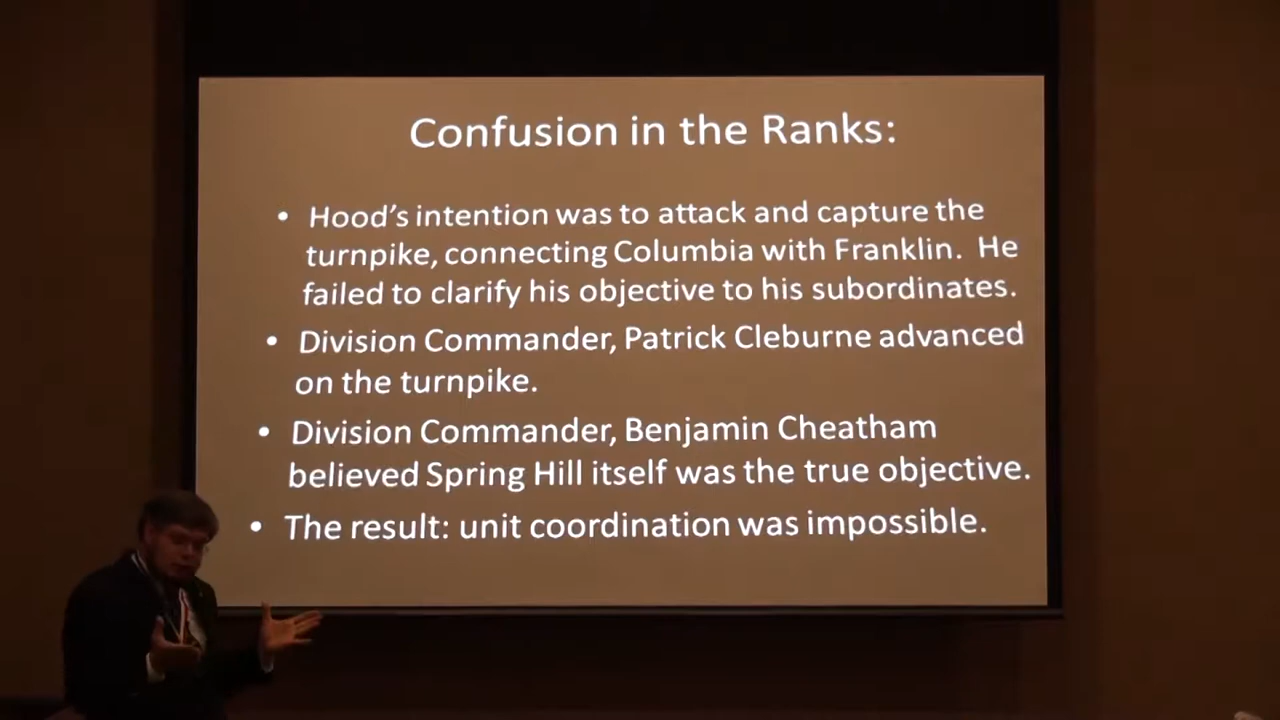 Confusion in the Ranks:
• Hood's intention was to attack and capture the
turnpike, connecting Columbia with Franklin. He
failed to clarify his objective to his subordinates.
• Division Commander, Patrick Cleburne advanced
on the turnpike.
• Division Commander, Benjamin Cheatham
believed Spring Hill itself was the true objective.
• The result: unit coordination was impossible.